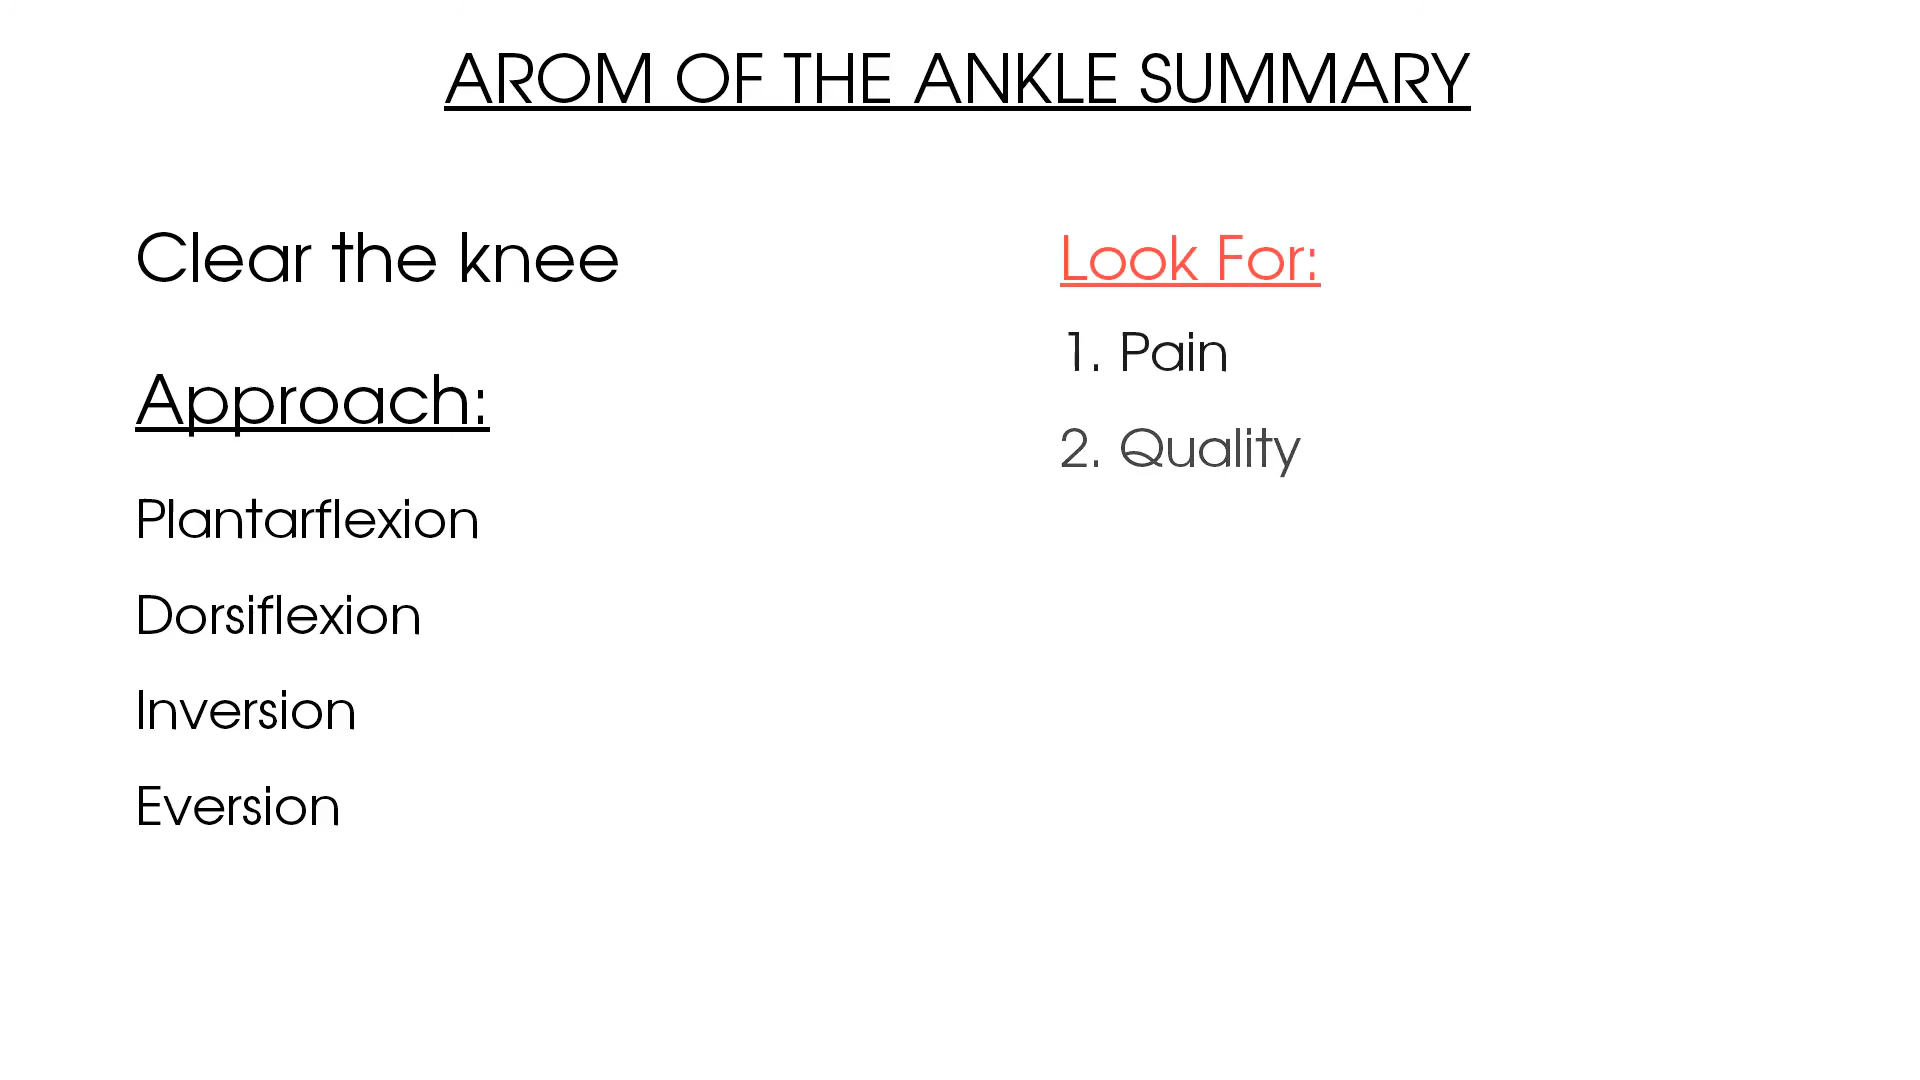 AROM OF THE ANKLE SUMMARY
Clear the knee
Approach:
Plantarflexion
Dorsiflexion
Inversion
Eversion
Look For:
1. Pain
2. Quality